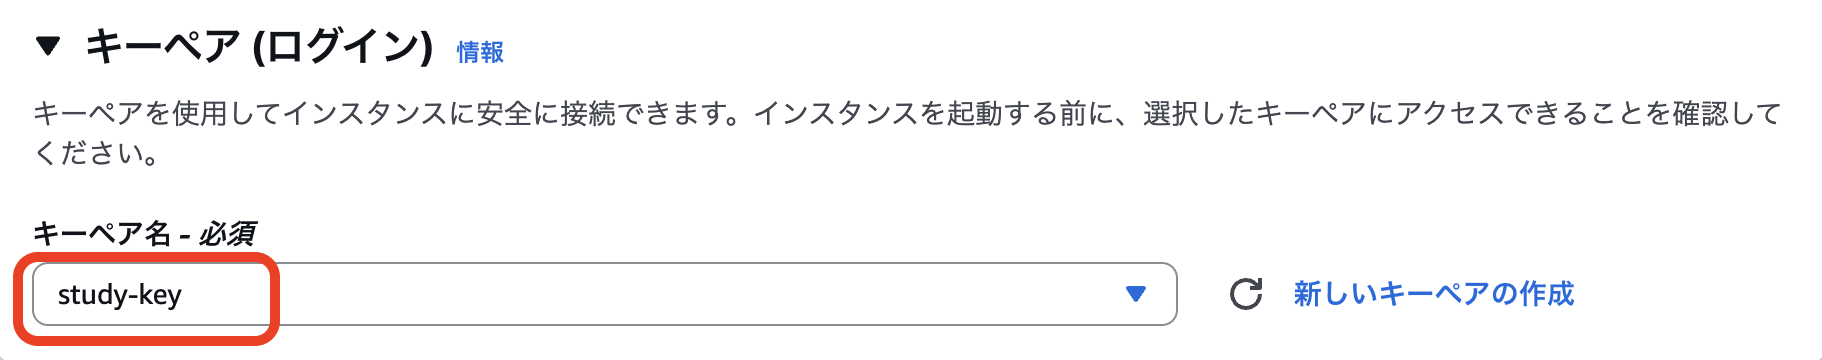 ▼ キーペア (ログイン) 情報
キーペアを使用してインスタンスに安全に接続できます。インスタンスを起動する前に、選択したキーペアにアクセスできることを確認して
ください。
キーペア名 - 必須
study-key
新しいキーペアの作成